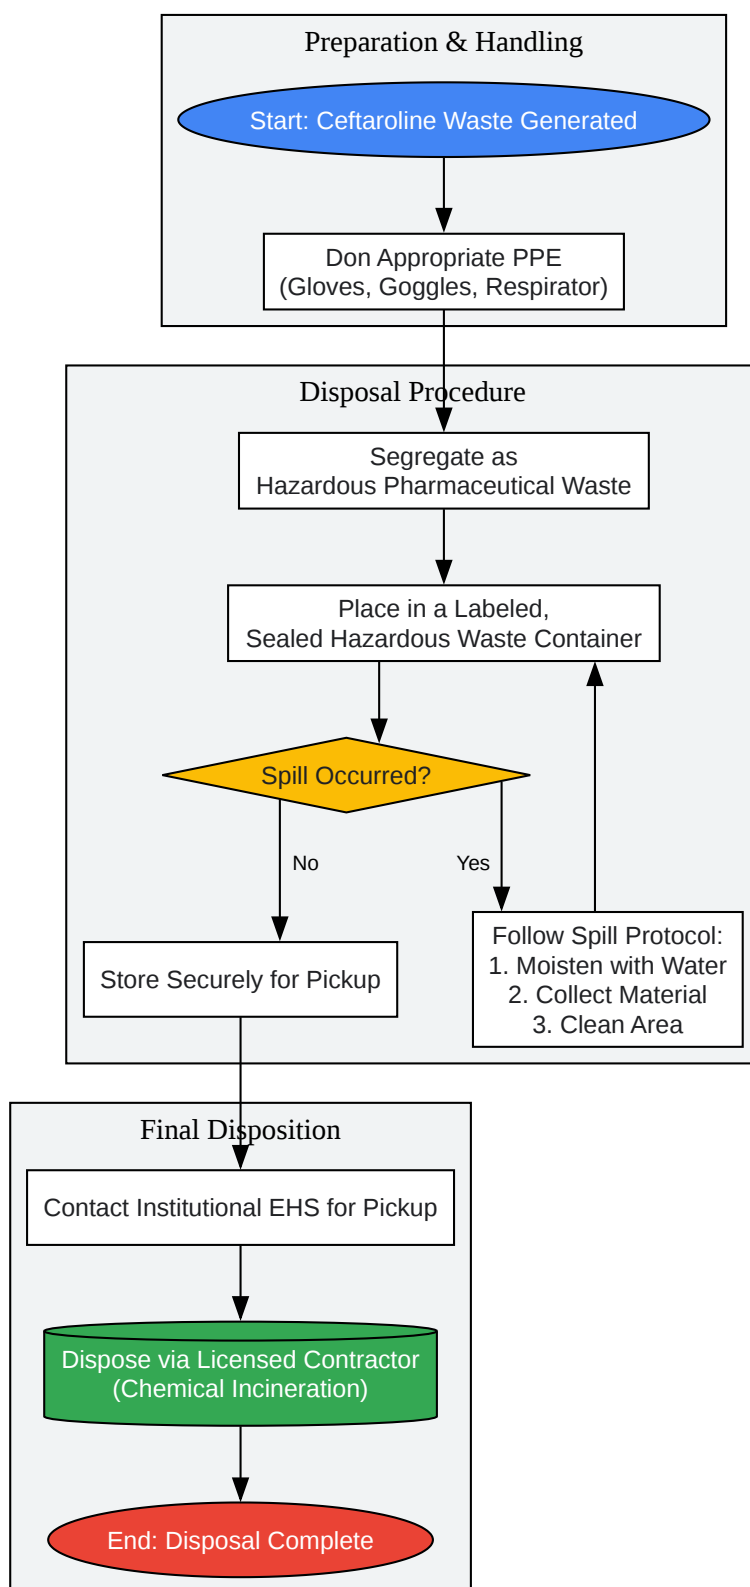 Preparation & Handling
Start: Ceftaroline Waste Generated
Don Appropriate PPE
(Gloves, Goggles, Respirator)
Disposal Procedure
Segregate as
Hazardous Pharmaceutical Waste
Place in a Labeled,
Sealed Hazardous Waste Container
Spill Occurred?
No
Yes
Store Securely for Pickup
Follow Spill Protocol:
1. Moisten with Water
2. Collect Material
3. Clean Area
Final Disposition
Contact Institutional EHS for Pickup
Dispose via Licensed Contractor
(Chemical Incineration)
End: Disposal Complete